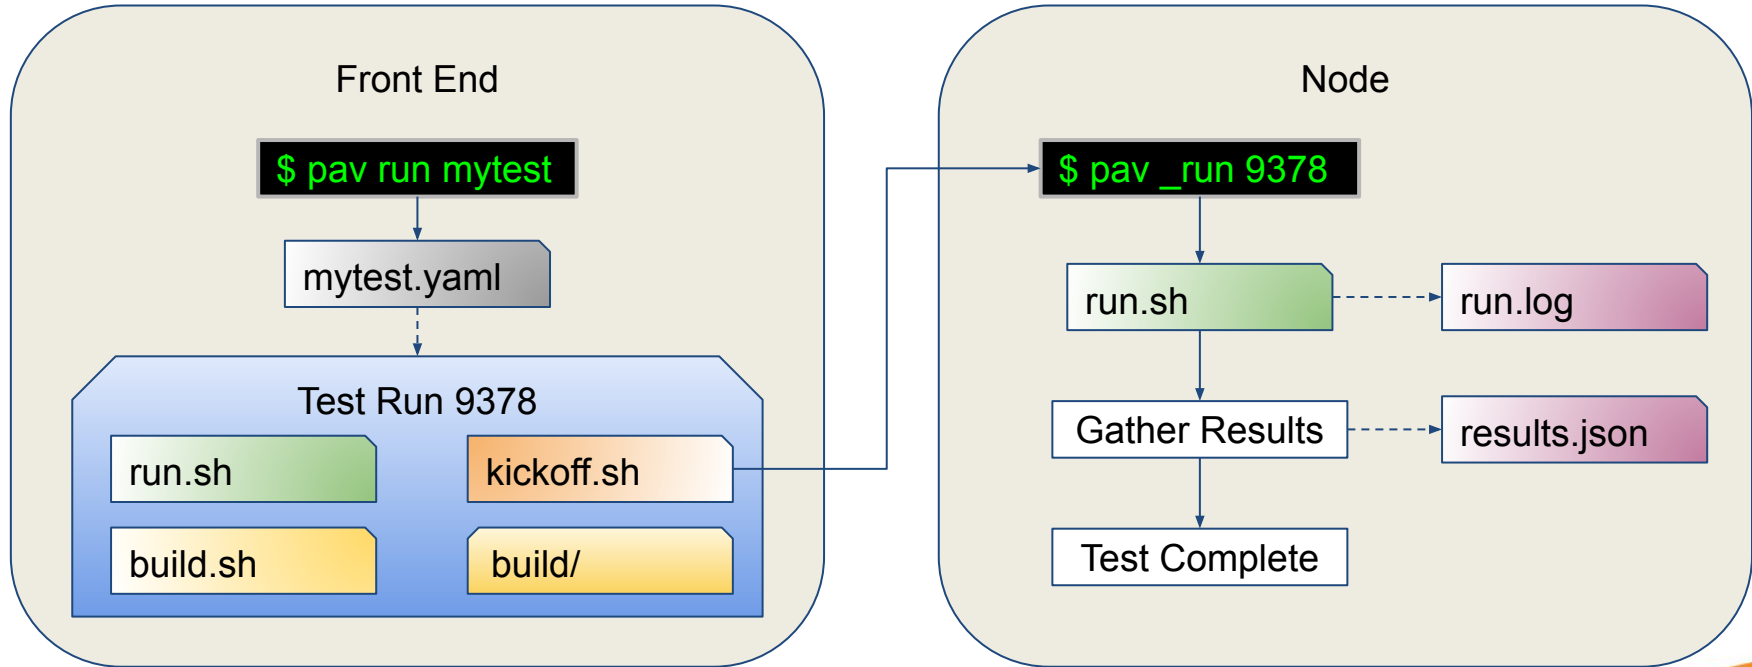 Front End
$ pav run mytest
mytest.yaml
Test Run 9378
run.sh
kickoff.sh
build.sh
build/
Node
$ pav _run 9378
run.sh
run.log
Gather Results
results.json
Test Complete